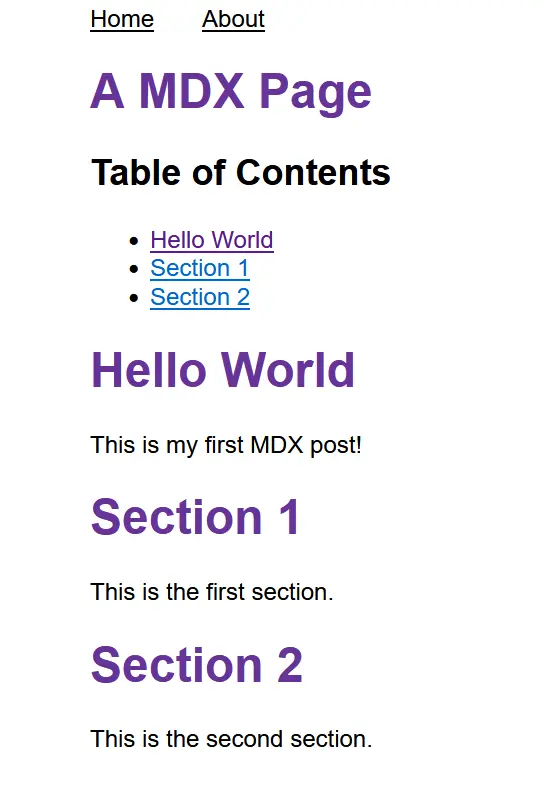 Home About
A MDX Page
Table of Contents
Hello World
Section 1
Section 2
Hello World
This is my first MDX post!
Section 1
This is the first section.
Section 2
This is the second section.